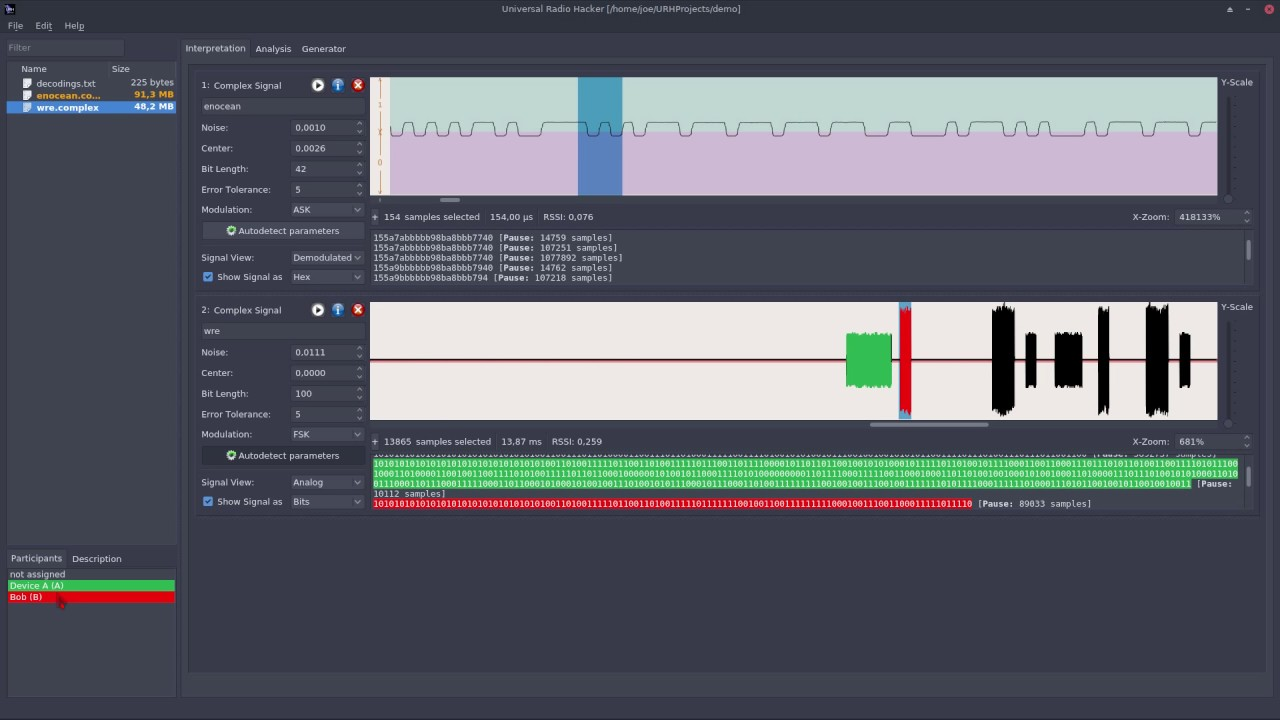 Universal Radio Hacker [/home/joe/URHProjects/demo]
File Edit Help
Filter
Name Size
decodings.txt 225 bytes
enocean.co... 91,3 MB
wre.complex 48,2 MB
Participants Description
not assigned
Device A (A)
Bob (B)
Interpretation Analysis Generator
1: Complex Signal
enocean
Noise: 0,0010
Center: 0,0026
Bit Length: 42
Error Tolerance: 5
Modulation: ASK
Autodetect parameters
Signal View: Demodulated
Show Signal as Hex
1
0
Y-Scale
+ 154 samples selected 154,00 µs RSSI: 0,076 X-Zoom: 418133%
155a7abbbbb98ba8bbb7740 [Pause: 14759 samples]
155a7abbbbb98ba8bbb7740 [Pause: 107251 samples]
155a7abbbbb98ba8bbb7740 [Pause: 1077892 samples]
155a9bbbbbb98ba8bbb7940 [Pause: 14762 samples]
155a9bbbbbb98ba8bbb794 [Pause: 107218 samples]
2: Complex Signal
wre
Noise: 0,0111
Center: 0,0000
Bit Length: 100
Error Tolerance: 5
Modulation: FSK
Autodetect parameters
Signal View: Analog
Show Signal as Bits
Y-Scale
+ 13865 samples selected 13,87 ms RSSI: 0,259 X-Zoom: 681%
[Pause:
10112 samples]
[Pause: 89033 samples]